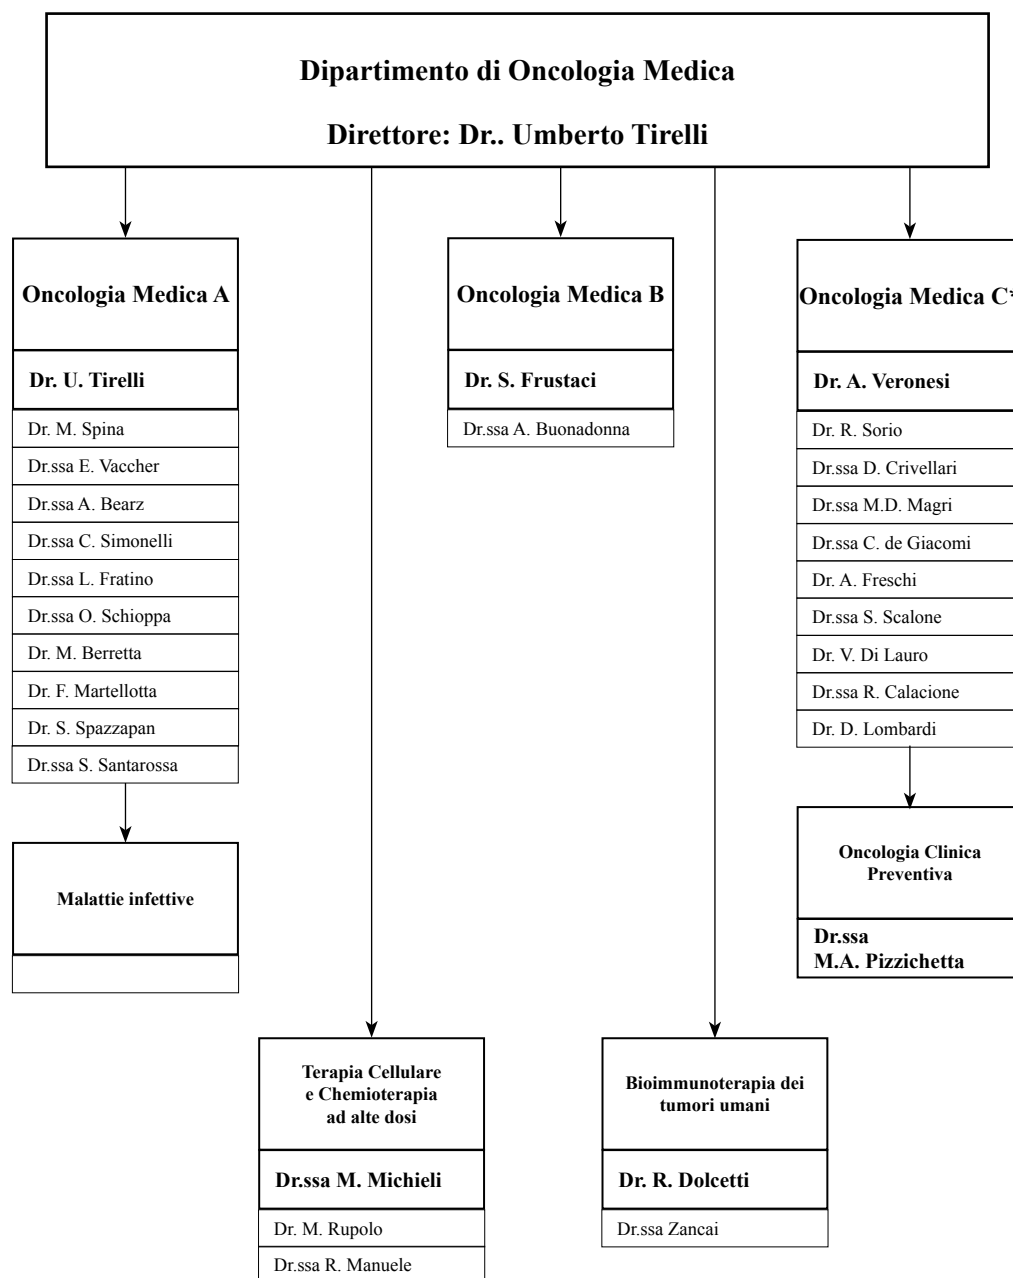 Dipartimento di Oncologia Medica
Direttore: Dr.. Umberto Tirelli
Oncologia Medica A
Dr. U. Tirelli
Dr. M. Spina
Dr.ssa E. Vaccher
Dr.ssa A. Bearz
Dr.ssa C. Simonelli
Dr.ssa L. Fratino
Dr.ssa O. Schioppa
Dr. M. Berretta
Dr. F. Martellotta
Dr. S. Spazzapan
Dr.ssa S. Santarossa
Malattie infettive
Oncologia Medica B
Dr. S. Frustaci
Dr.ssa A. Buonadonna
Oncologia Medica C*
Dr. A. Veronesi
Dr. R. Sorio
Dr.ssa D. Crivellari
Dr.ssa M.D. Magri
Dr.ssa C. de Giacomi
Dr. A. Freschi
Dr.ssa S. Scalone
Dr. V. Di Lauro
Dr.ssa R. Calacione
Dr. D. Lombardi
Oncologia Clinica
Preventiva
Dr.ssa
M.A. Pizzichetta
Terapia Cellulare
e Chemioterapia
ad alte dosi
Dr.ssa M. Michieli
Dr. M. Rupolo
Dr.ssa R. Manuele
Bioimmunoterapia dei
tumori umani
Dr. R. Dolcetti
Dr.ssa Zancai